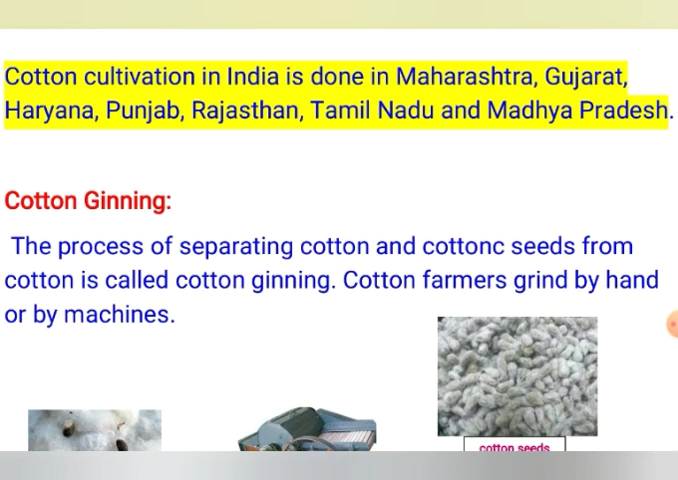 Cotton cultivation in India is done in Maharashtra, Gujarat,
Haryana, Punjab, Rajasthan, Tamil Nadu and Madhya Pradesh.
Cotton Ginning:
The process of separating cotton and cottonc seeds from
cotton is called cotton ginning. Cotton farmers grind by hand
or by machines.
cotton seeds